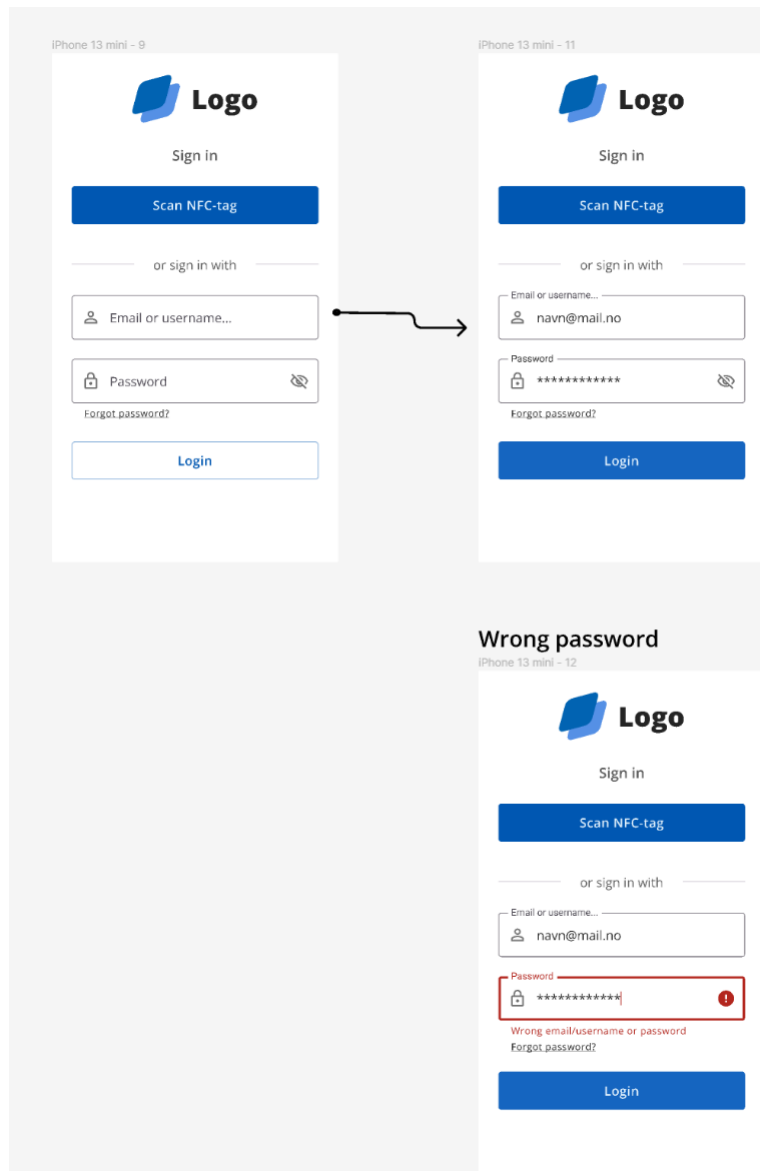 iPhone 13 mini - 9
Logo
Sign in
Scan NFC-tag
or sign in with
Email or username...
Password
Forgot password?
Login
iPhone 13 mini - 11
Logo
Sign in
Scan NFC-tag
or sign in with
Email or username...
navn@mail.no
Password
************
Forgot password?
Login
Wrong password
iPhone 13 mini - 12
Logo
Sign in
Scan NFC-tag
or sign in with
Email or username...
navn@mail.no
Password
************
Wrong email/username or password
Forgot password?
Login